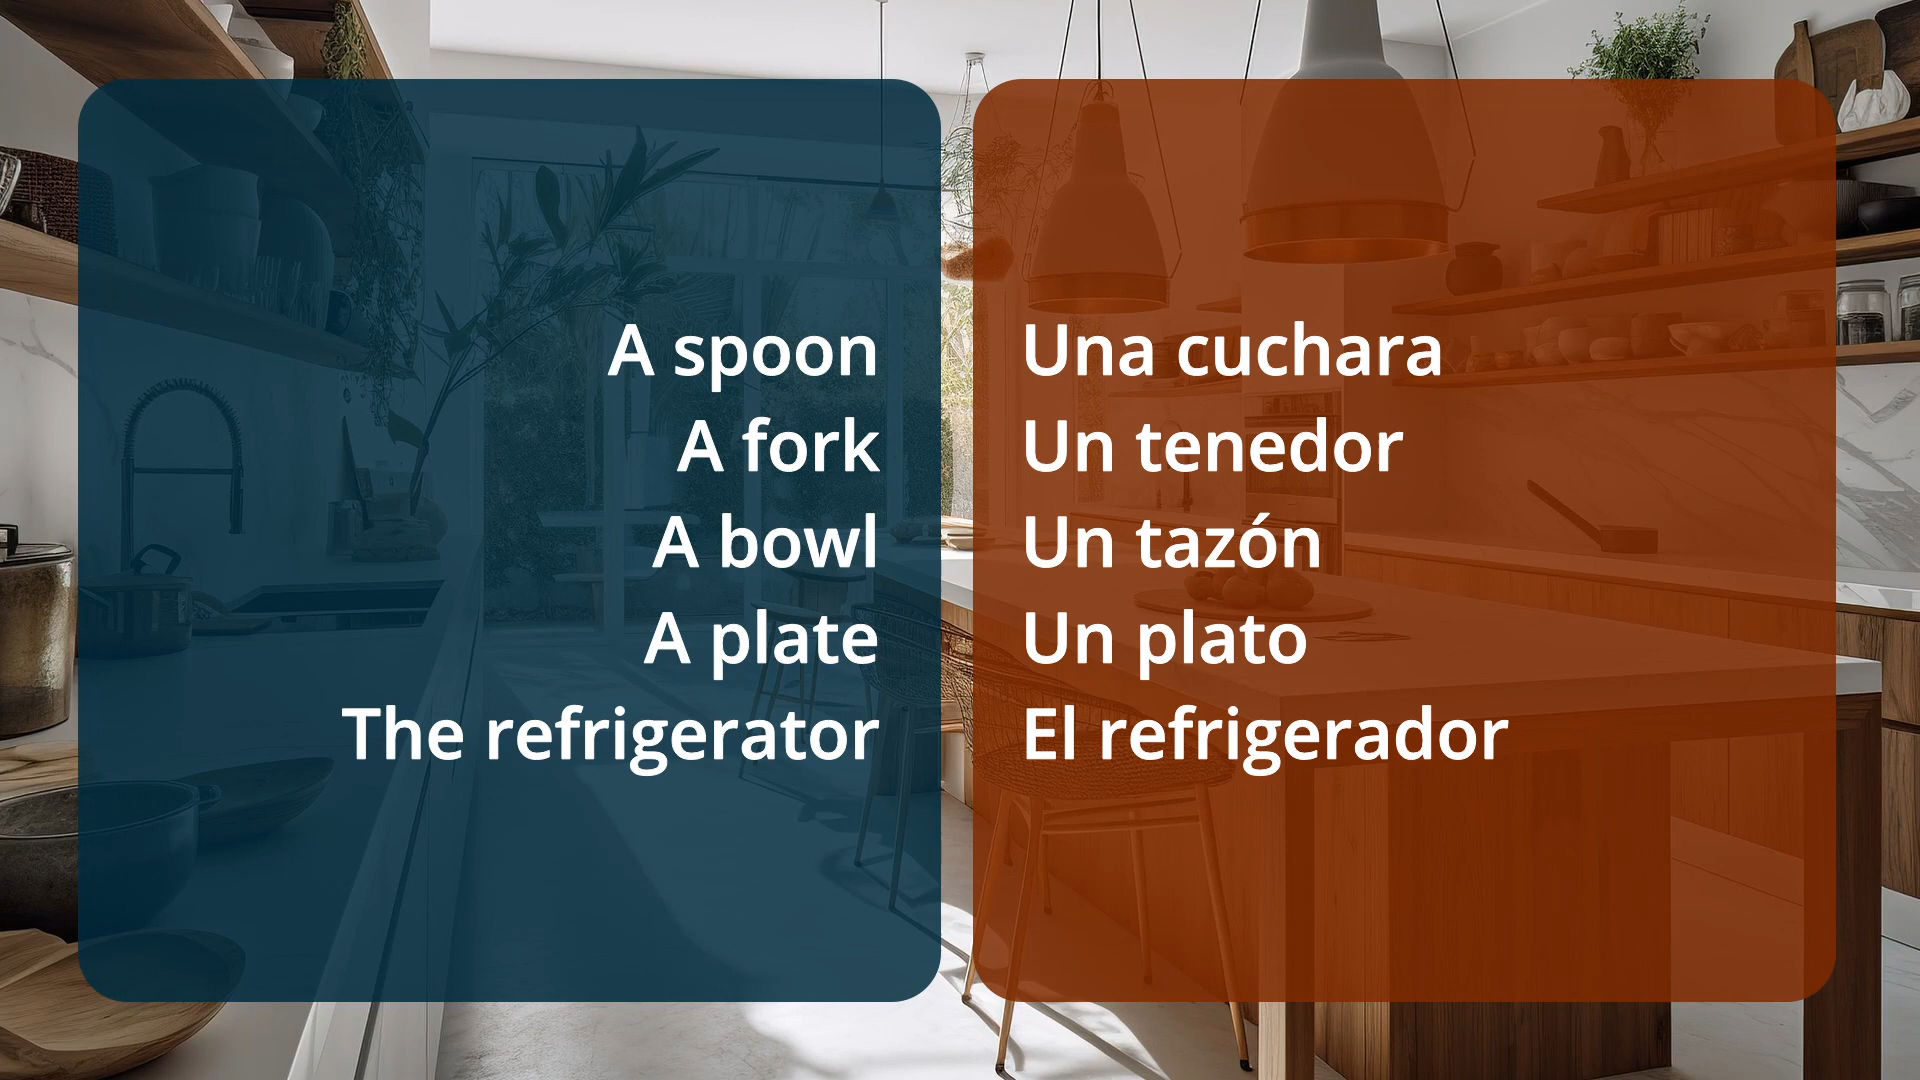 A spoon
A fork
A bowl
A plate
The refrigerator
Una cuchara
Un tenedor
Un tazón
Un plato
El refrigerador